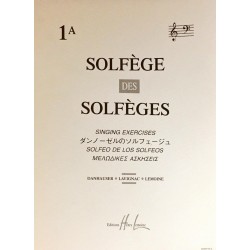 1A
SOLFÈGE
DES
SOLFÈGES
SINGING EXERCISES
ダンノーゼルのソルフェージュ
SOLFEO DE LOS SOLFEOS
ΜΕΛΩΔΙΚΕΣ ΑΣΚΗΣΕΙΣ
DANHAUSER • LAVIGNAC • LEMOINE
Editions Henry Lemoine